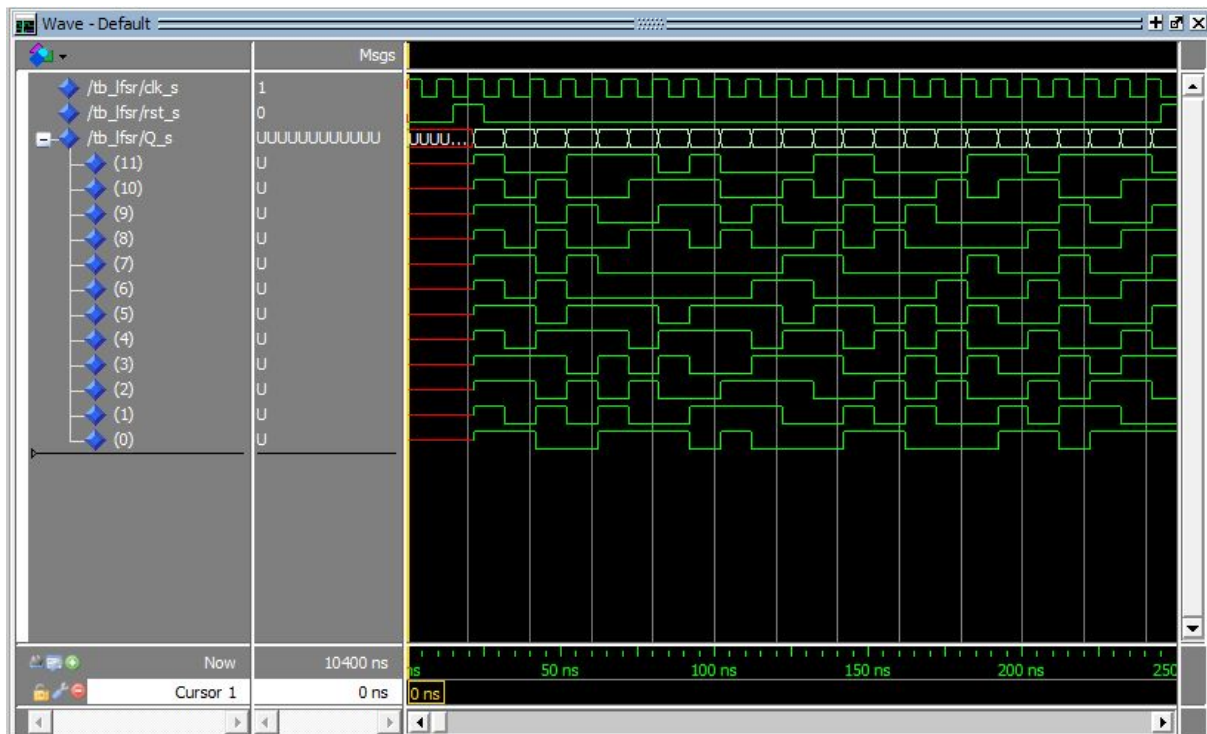 Wave - Default
Msgs
/tb_lfsr/clk_s 1
/tb_lfsr/rst_s 0
/tb_lfsr/Q_s UUUUUUUUUUUU UUUU...
(11) U
(10) U
(9) U
(8) U
(7) U
(6) U
(5) U
(4) U
(3) U
(2) U
(1) U
(0) U
Now 10400 ns ns 50 ns 100 ns 150 ns 200 ns 250
Cursor 1 0 ns 0 ns